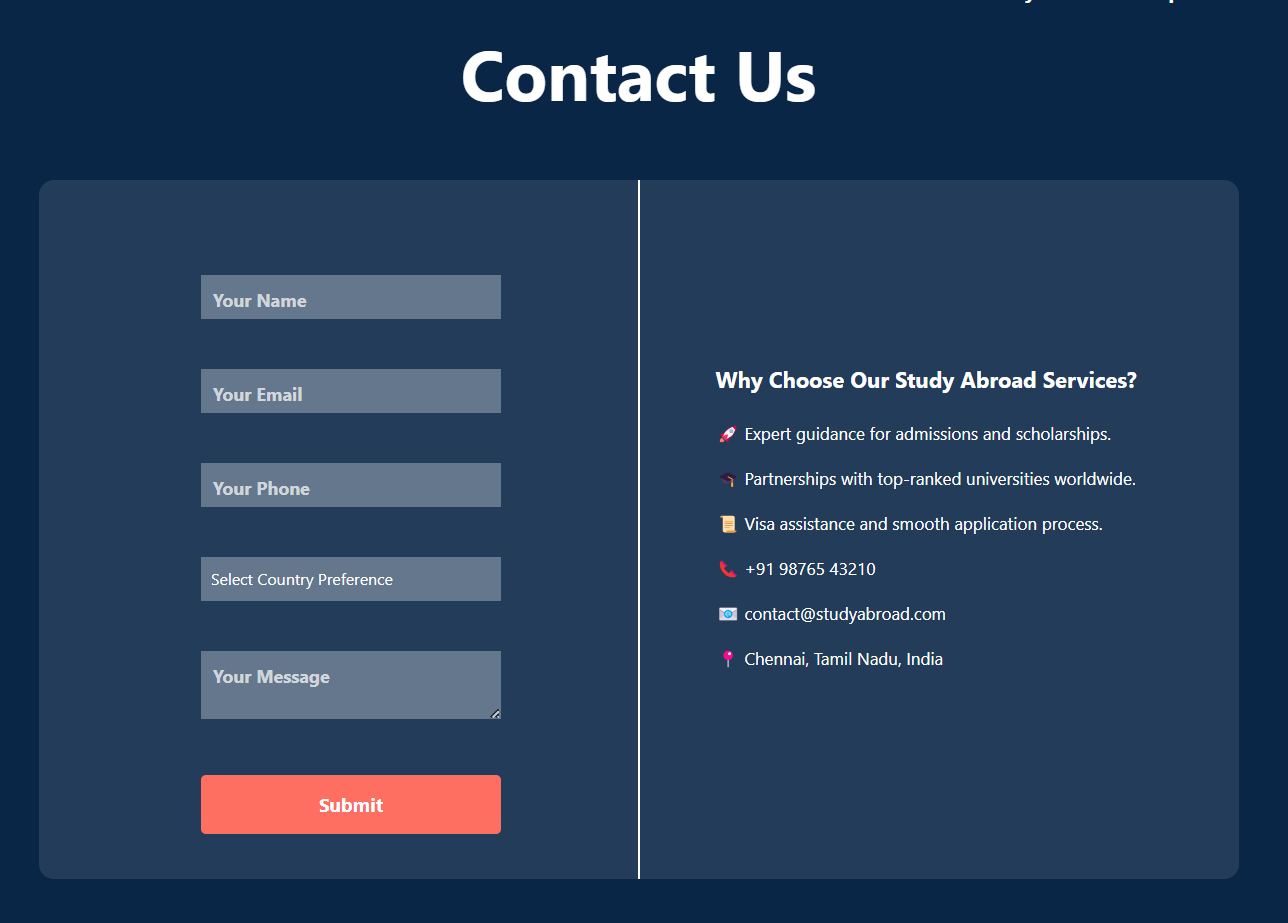 Contact Us
Your Name
Your Email
Your Phone
Select Country Preference
Your Message
Submit
Why Choose Our Study Abroad Services?
🚀 Expert guidance for admissions and scholarships.
🎓 Partnerships with top-ranked universities worldwide.
📜 Visa assistance and smooth application process.
📞 +91 98765 43210
📧 contact@studyabroad.com
📍 Chennai, Tamil Nadu, India